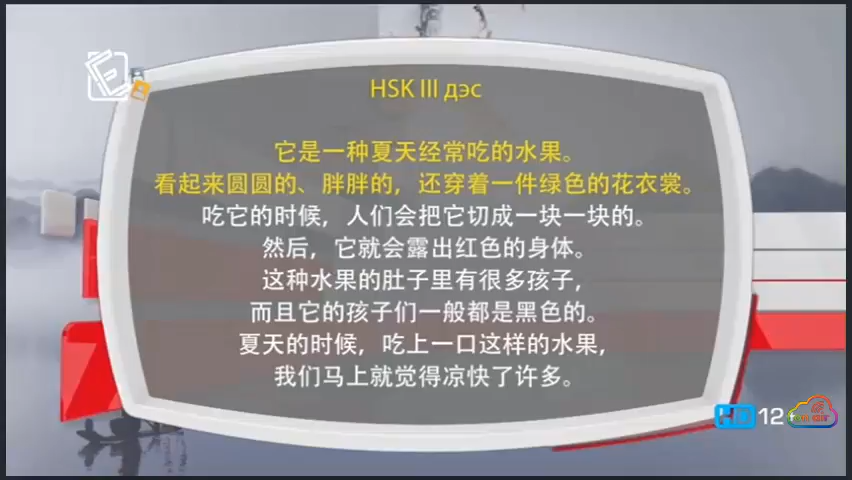 HSK III дэс
它是一种夏天经常吃的水果。
看起来圆圆的、胖胖的，还穿着一件绿色的花衣裳。
吃它的时候，人们会把它切成一块一块的。
然后，它就会露出红色的身体。
这种水果的肚子里有很多孩子，
而且它的孩子们一般都是黑色的。
夏天的时候，吃上一口这样的水果，
我们马上就觉得凉快了许多。
HD 12+